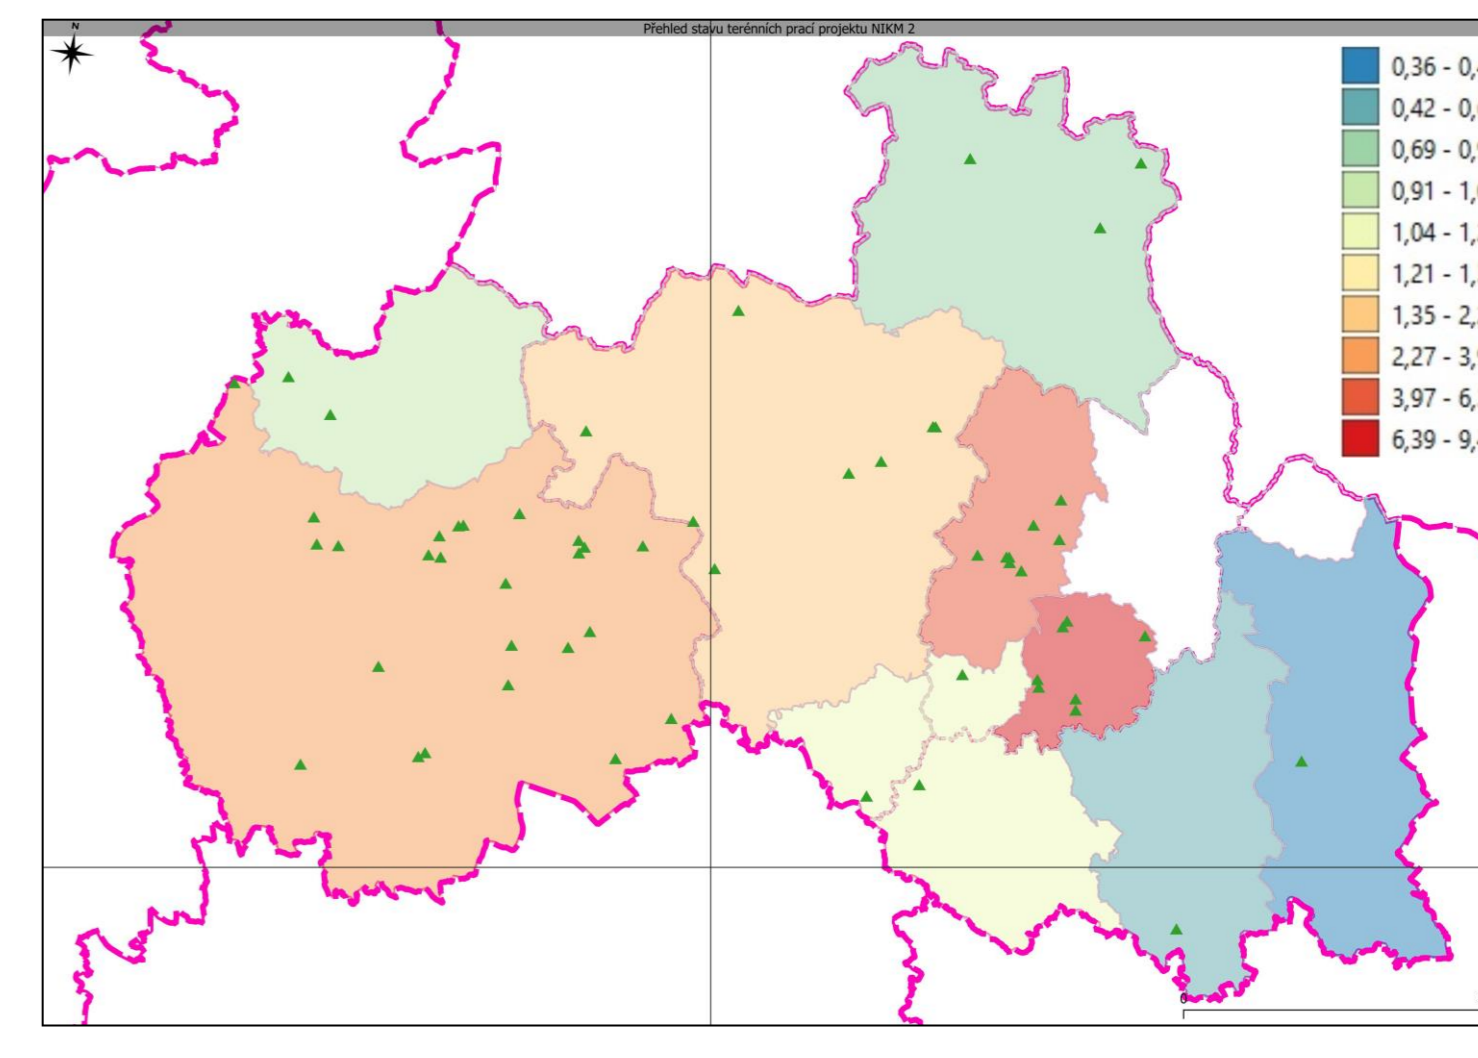 N
Přehled stavu terénních prací projektu NIKM 2
0,36 - 0,
0,42 - 0,
0,69 - 0,
0,91 - 1,
1,04 - 1,
1,21 - 1,
1,35 - 2,
2,27 - 3,
3,97 - 6,
6,39 - 9,
0